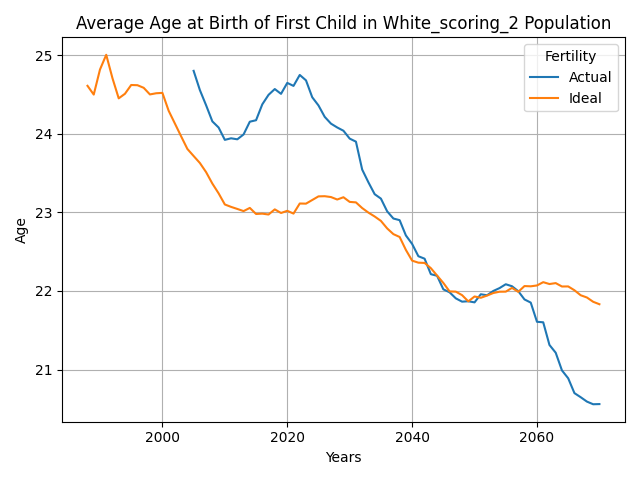 Average Age at Birth of First Child in White_scoring_2 Population
Fertility
Actual
Ideal
Age
25
24
23
22
21
2000 2020 2040 2060
Years